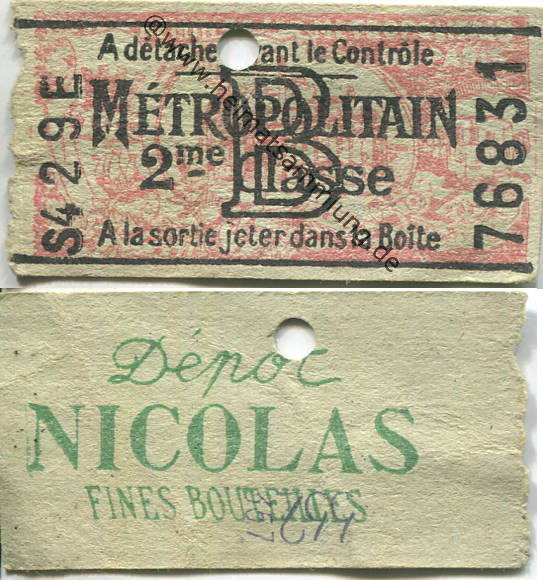 A détacher avant le Contrôle
MÉTROPOLITAIN
2me classe
B
A la sortie jeter dans la Boîte
S429E
76831
©www.heimatsammlung.de
Dépôt
NICOLAS
FINES BOUTEILLES